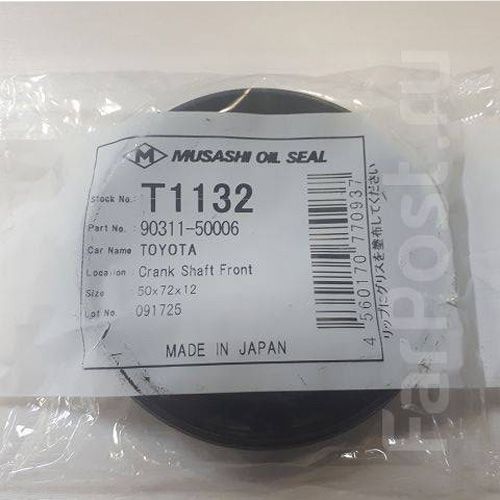 M MUSASHI OIL SEAL
Stock No. T1132
Part No. 90311-50006
Car Name TOYOTA
Location : Crank Shaft Front
Size : 50x72x12
Lot No. 091725
MADE IN JAPAN
4 560170 770937
リップにグリスを塗布してください
FarPost.ru